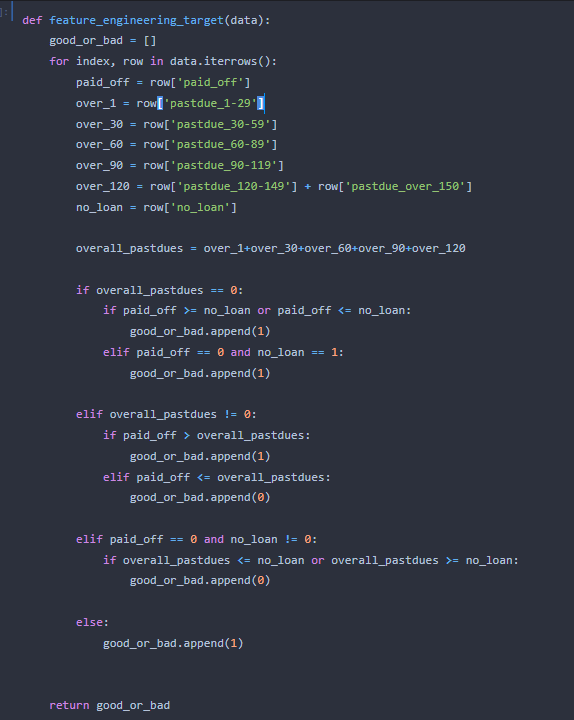 ]:
def feature_engineering_target(data):
    good_or_bad = []
    for index, row in data.iterrows():
        paid_off = row['paid_off']
        over_1 = row['pastdue_1-29']
        over_30 = row['pastdue_30-59']
        over_60 = row['pastdue_60-89']
        over_90 = row['pastdue_90-119']
        over_120 = row['pastdue_120-149'] + row['pastdue_over_150']
        no_loan = row['no_loan']

        overall_pastdues = over_1+over_30+over_60+over_90+over_120

        if overall_pastdues == 0:
            if paid_off >= no_loan or paid_off <= no_loan:
                good_or_bad.append(1)
            elif paid_off == 0 and no_loan == 1:
                good_or_bad.append(1)

        elif overall_pastdues != 0:
            if paid_off > overall_pastdues:
                good_or_bad.append(1)
            elif paid_off <= overall_pastdues:
                good_or_bad.append(0)

        elif paid_off == 0 and no_loan != 0:
            if overall_pastdues <= no_loan or overall_pastdues >= no_loan:
                good_or_bad.append(0)

        else:
            good_or_bad.append(1)


    return good_or_bad